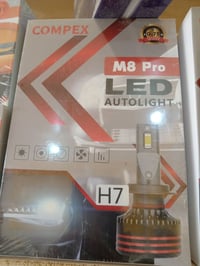 COMPEX
M8 Pro
LED
AUTOLIGHT
H7